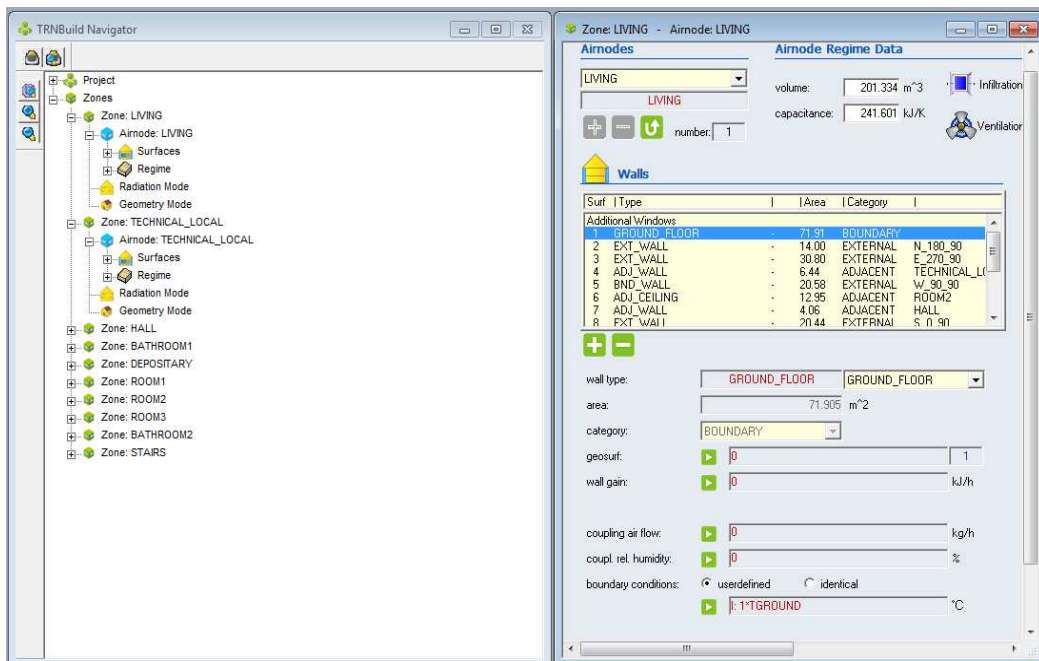 TRNBuild Navigator
Project
Zones
Zone: LIVING
Airnode: LIVING
Surfaces
Regime
Radiation Mode
Geometry Mode
Zone: TECHNICAL_LOCAL
Airnode: TECHNICAL_LOCAL
Surfaces
Regime
Radiation Mode
Geometry Mode
Zone: HALL
Zone: BATHROOM1
Zone: DEPOSITARY
Zone: ROOM1
Zone: ROOM2
Zone: ROOM3
Zone: BATHROOM2
Zone: STAIRS
Zone: LIVING - Airnode: LIVING
Airnodes
LIVING
LIVING
number: 1
Airnode Regime Data
volume: 201.334 m^3
capacitance: 241.601 kJ/K
Infiltration
Ventilation
Walls
Surf | Type | | Area | Category |
Additional Windows
1 GROUND_FLOOR - 71.91 BOUNDARY
2 EXT_WALL - 14.00 EXTERNAL N_180_90
3 EXT_WALL - 30.80 EXTERNAL E_270_90
4 ADJ_WALL - 6.44 ADJACENT TECHNICAL_L
5 BND_WALL - 20.58 EXTERNAL W_90_90
6 ADJ_CEILING - 12.95 ADJACENT ROOM2
7 ADJ_WALL - 4.06 ADJACENT HALL
8 EXT_WALL - 20.44 EXTERNAL S_0_90
wall type: GROUND_FLOOR GROUND_FLOOR
area: 71.905 m^2
category: BOUNDARY
geosurf: 0 1
wall gain: 0 kJ/h
coupling air flow: 0 kg/h
coupl. rel. humidity: 0 %
boundary conditions: userdefined identical
I: 1*TGROUND °C